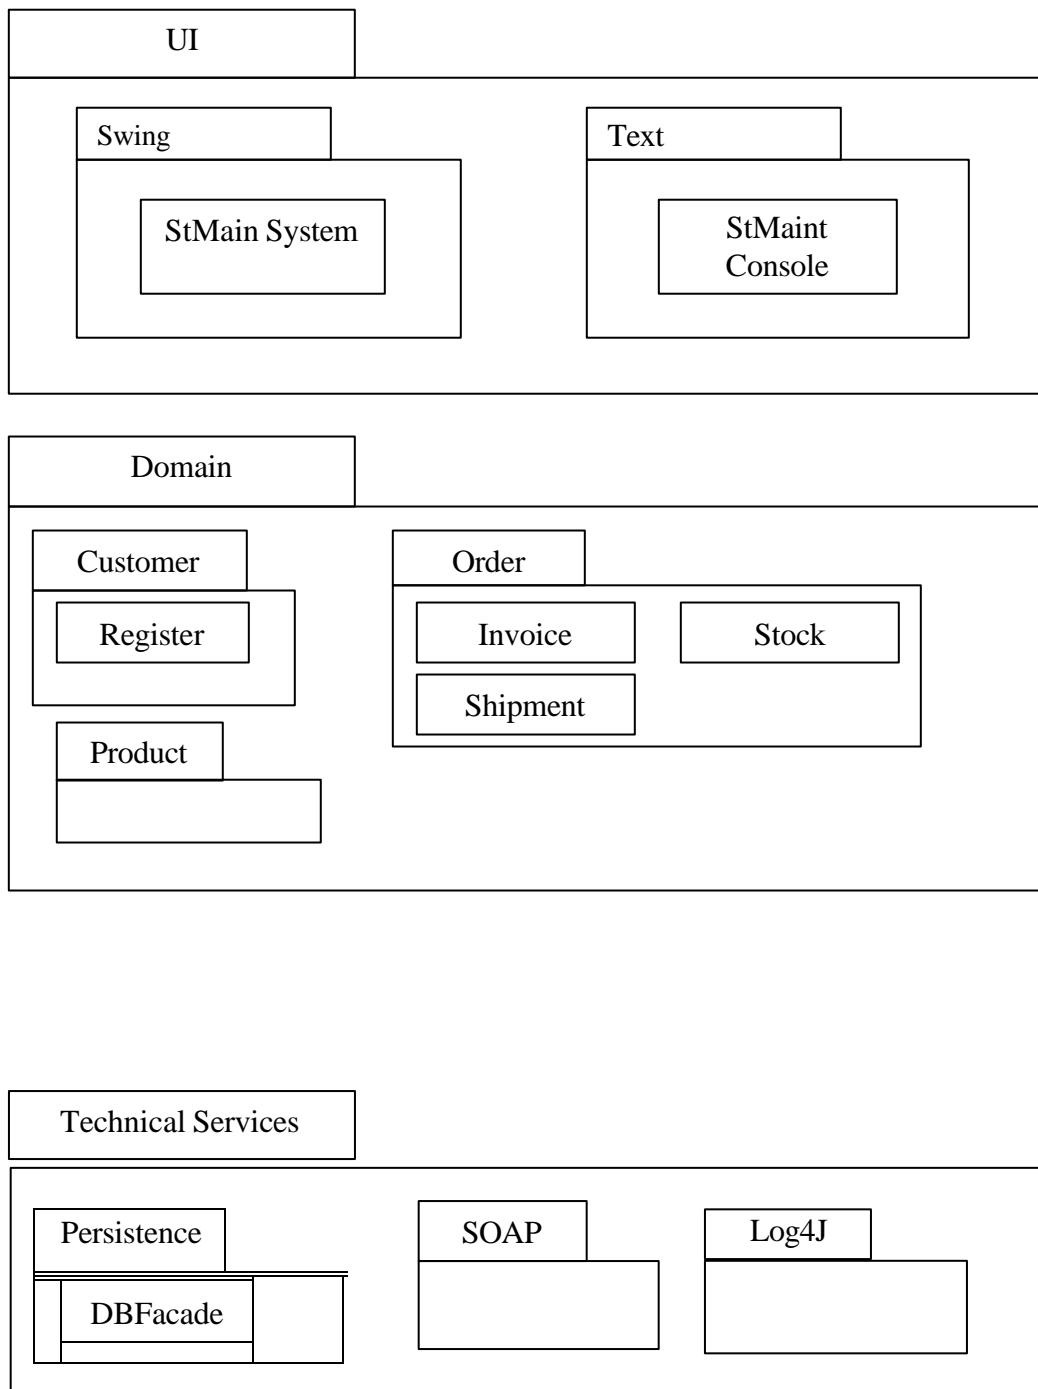 UI
Swing
Text
StMain System
StMaint
Console
Domain
Customer
Order
Register
Invoice
Stock
Shipment
Product
Technical Services
Persistence
SOAP
Log4J
DBFacade